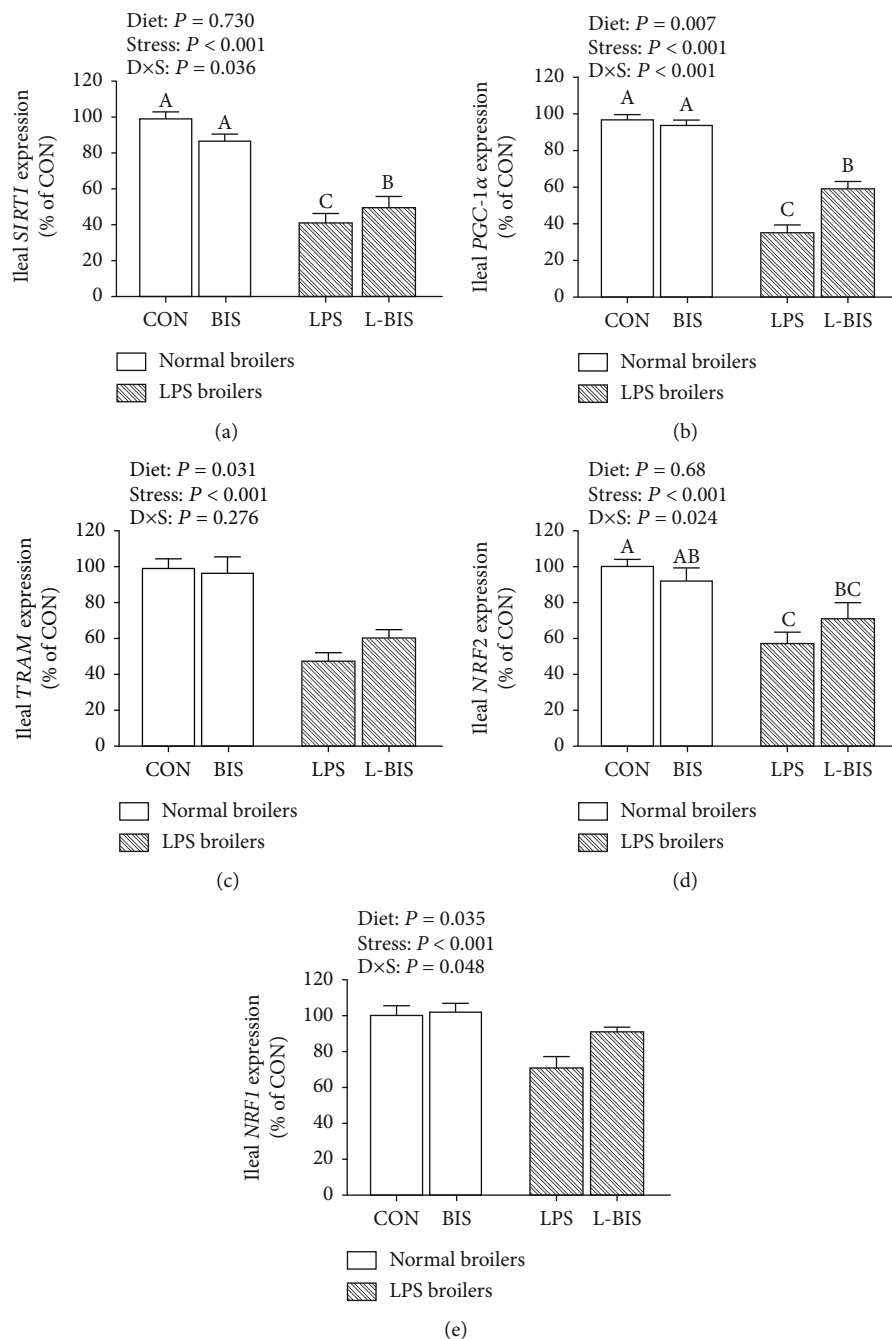 Diet: P = 0.730
Stress: P < 0.001
D×S: P = 0.036
Ileal SIRT1 expression
(% of CON)
120
100
80
60
40
20
0
A
A
C
B
CON BIS LPS L-BIS
Normal broilers
LPS broilers
(a)
Diet: P = 0.007
Stress: P < 0.001
D×S: P < 0.001
Ileal PGC-1α expression
(% of CON)
120
100
80
60
40
20
0
A
A
C
B
CON BIS LPS L-BIS
Normal broilers
LPS broilers
(b)
Diet: P = 0.031
Stress: P < 0.001
D×S: P = 0.276
Ileal TRAM expression
(% of CON)
120
100
80
60
40
20
0
CON BIS LPS L-BIS
Normal broilers
LPS broilers
(c)
Diet: P = 0.68
Stress: P < 0.001
D×S: P = 0.024
Ileal NRF2 expression
(% of CON)
120
100
80
60
40
20
0
A
AB
C
BC
CON BIS LPS L-BIS
Normal broilers
LPS broilers
(d)
Diet: P = 0.035
Stress: P < 0.001
D×S: P = 0.048
Ileal NRF1 expression
(% of CON)
120
100
80
60
40
20
0
CON BIS LPS L-BIS
Normal broilers
LPS broilers
(e)